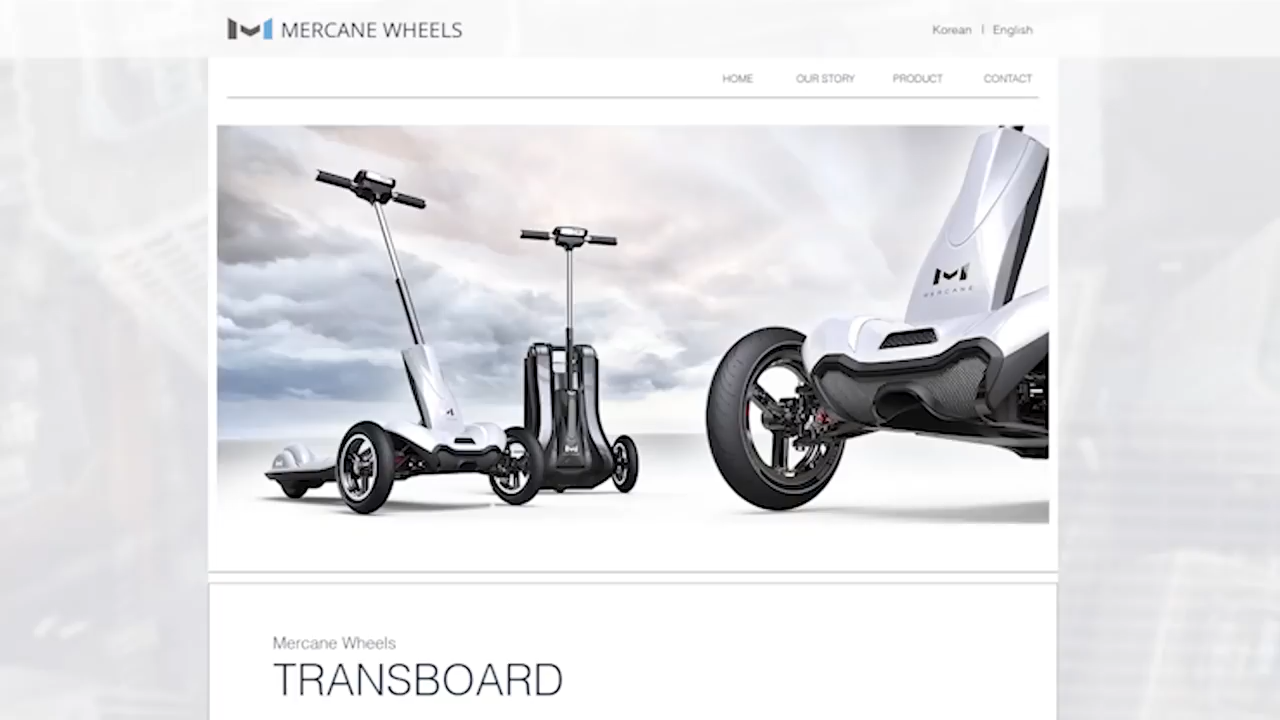 MERCANE WHEELS
Korean | English
HOME OUR STORY PRODUCT CONTACT
MERCANE
Mercane Wheels
TRANSBOARD